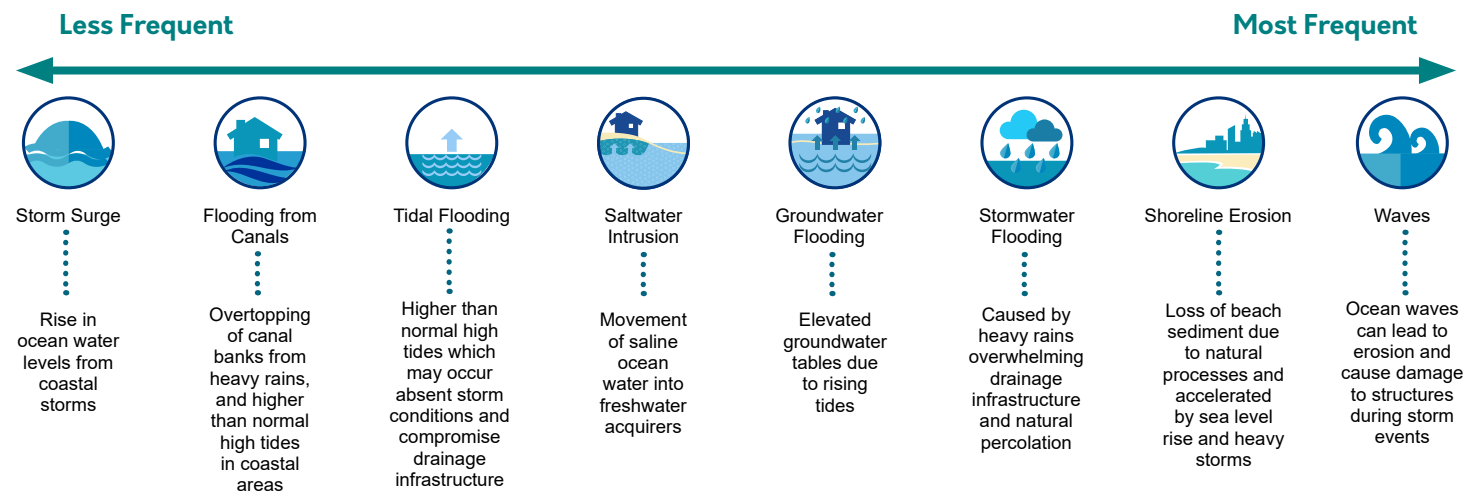 Less Frequent
Most Frequent
Storm Surge
Rise in
ocean water
levels from
coastal
storms
Flooding from
Canals
Overtopping
of canal
banks from
heavy rains,
and higher
than normal
high tides
in coastal
areas
Tidal Flooding
Higher than
normal high
tides which
may occur
absent storm
conditions and
compromise
drainage
infrastructure
Saltwater
Intrusion
Movement
of saline
ocean
water into
freshwater
acquirers
Groundwater
Flooding
Elevated
groundwater
tables due
to rising
tides
Stormwater
Flooding
Caused by
heavy rains
overwhelming
drainage
infrastructure
and natural
percolation
Shoreline Erosion
Loss of beach
sediment due
to natural
processes and
accelerated
by sea level
rise and heavy
storms
Waves
Ocean waves
can lead to
erosion and
cause damage
to structures
during storm
events